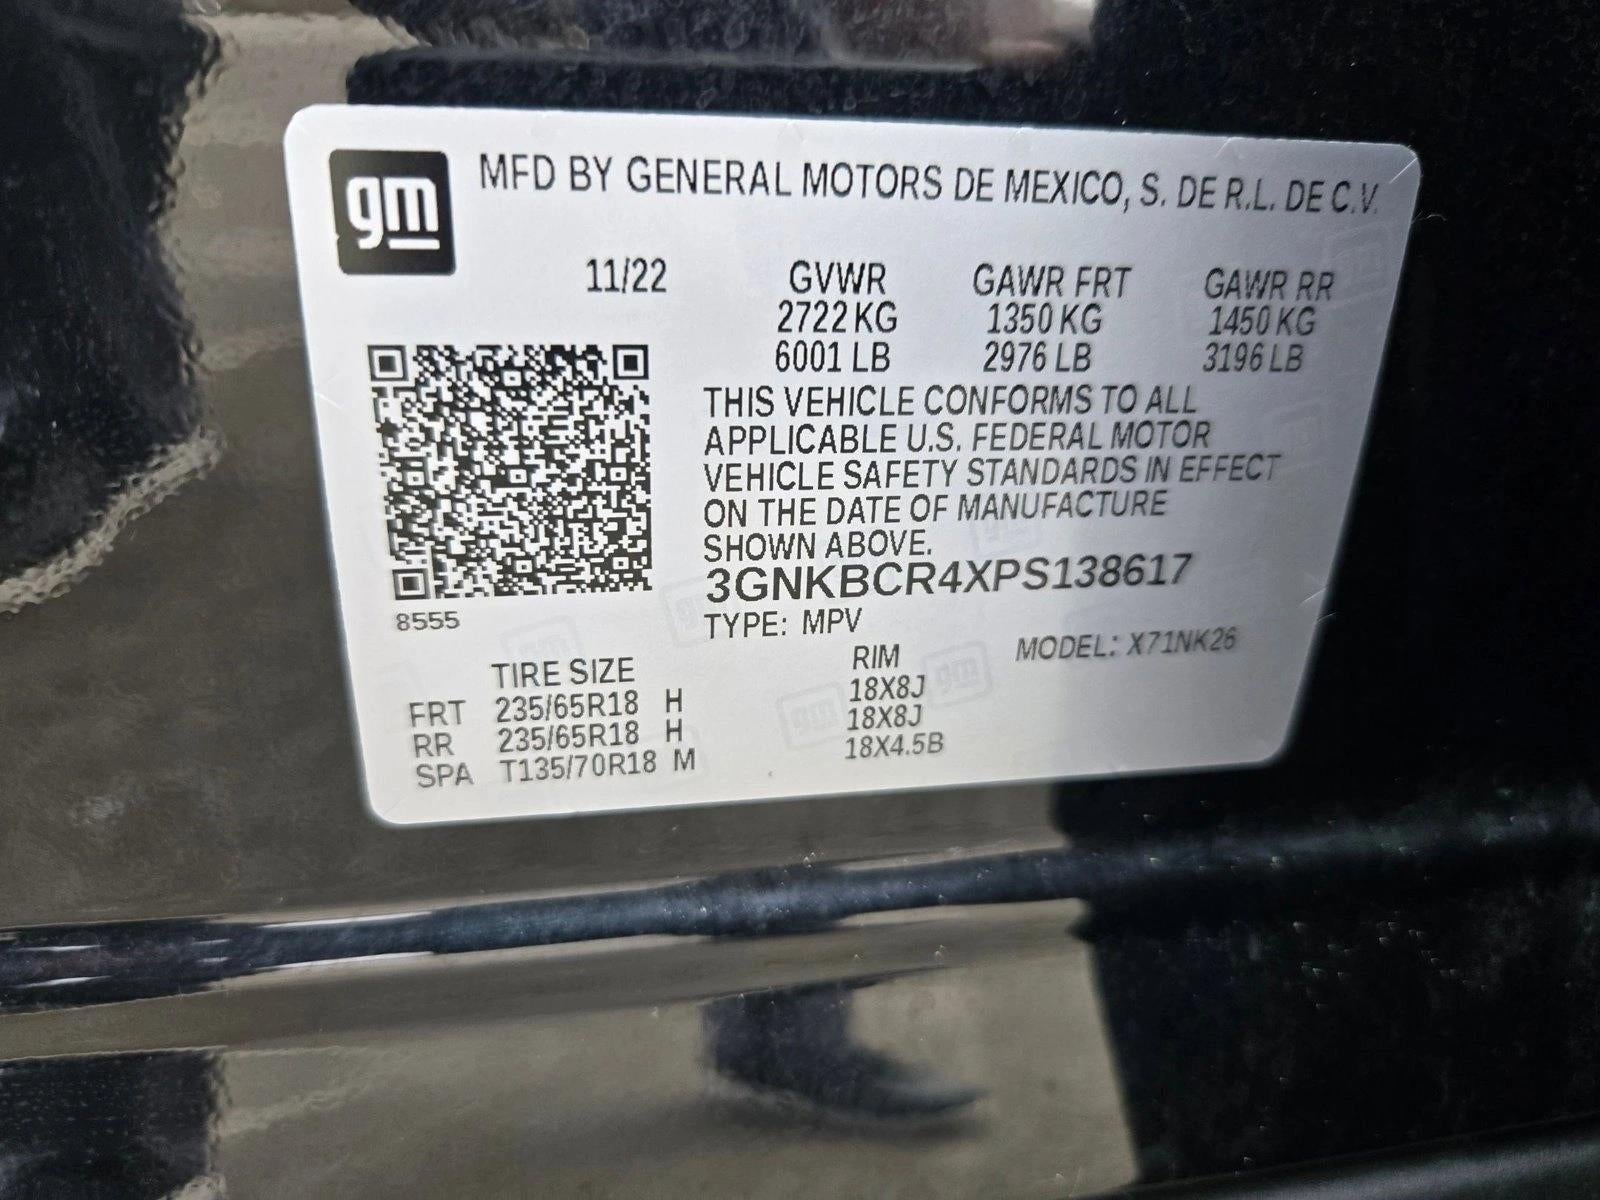 gm
MFD BY GENERAL MOTORS DE MEXICO, S. DE R.L. DE C.V.
11/22 GVWR GAWR FRT GAWR RR
2722 KG 1350 KG 1450 KG
6001 LB 2976 LB 3196 LB
THIS VEHICLE CONFORMS TO ALL
APPLICABLE U.S. FEDERAL MOTOR
VEHICLE SAFETY STANDARDS IN EFFECT
ON THE DATE OF MANUFACTURE
SHOWN ABOVE.
3GNKBCR4XPS138617
8555
TYPE: MPV MODEL: X71NK26
TIRE SIZE RIM
FRT 235/65R18 H 18X8J
RR 235/65R18 H 18X8J
SPA T135/70R18 M 18X4.5B